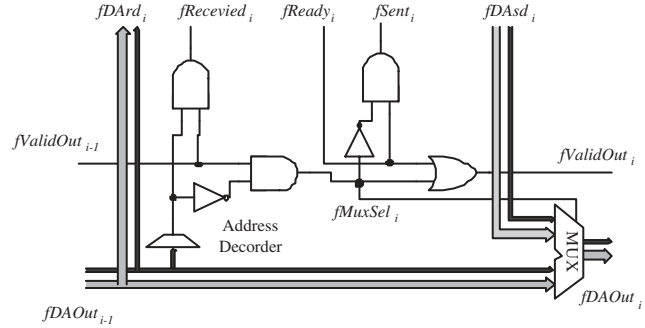 fDArd i
fRecevied i
fReady i
fSent i
fDAsd i
fValidOut i-1
fValidOut i
fMuxSel i
Address
Decorder
MUX
fDAOut i-1
fDAOut i